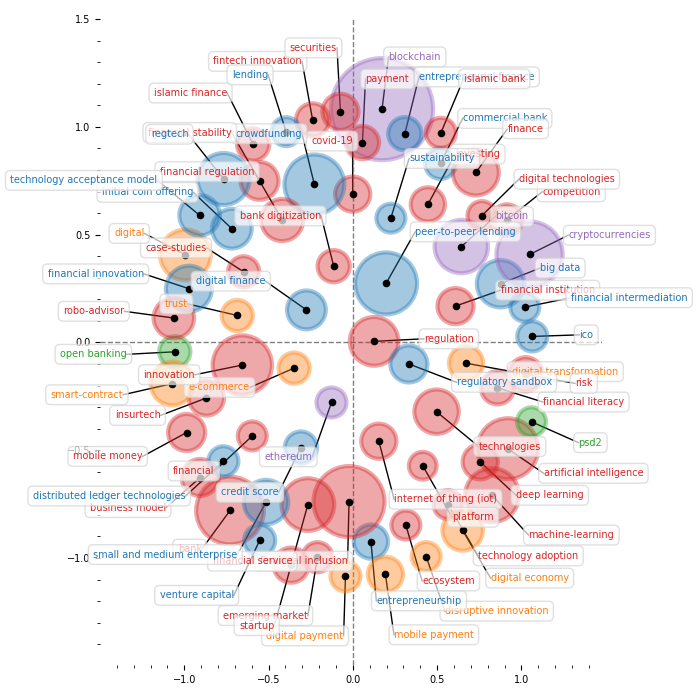 1.5
securities
blockchain
fintech innovation
lending
payment
islamic bank
islamic finance
commercial bank
1.0
finance
regtech
stability
crowdfunding
covid-19
sustainability
financial regulation
technology acceptance model
digital technologies
initial coin offering
competition
0.5
bank digitization
bitcoin
digital
peer-to-peer lending
cryptocurrencies
case-studies
financial innovation
digital finance
big data
financial institution
financial intermediation
robo-advisor
trust
regulation
ico
0.0
open banking
innovation
digital transformation
e-commerce
regulatory sandbox
risk
smart-contract
financial literacy
insurtech
psd2
mobile money
ethereum
technologies
financial
artificial intelligence
distributed ledger technologies
credit score
internet of thing (iot)
deep learning
business model
platform
machine-learning
bank
small and medium enterprise
financial service
inclusion
technology adoption
−1.0
digital economy
ecosystem
venture capital
entrepreneurship
disruptive innovation
emerging market
startup
digital payment
mobile payment
−1.0
−0.5
0.0
0.5
1.0